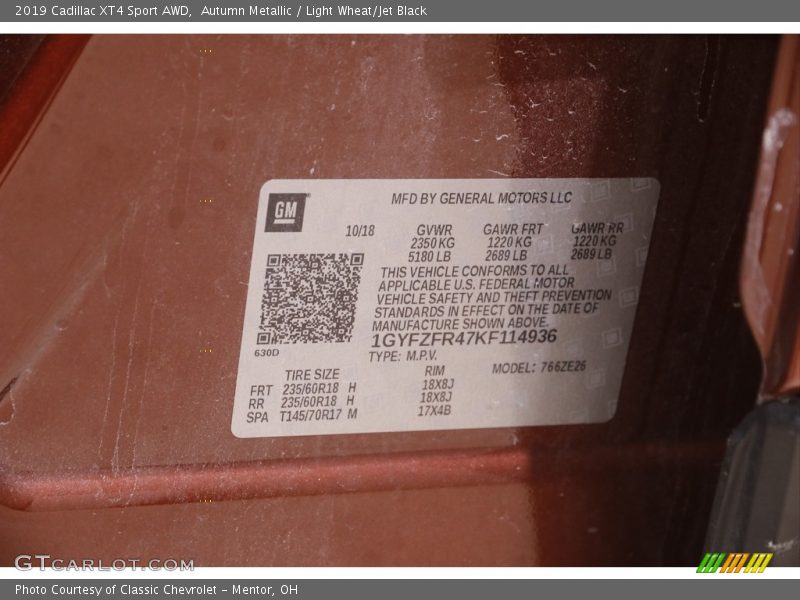 2019 Cadillac XT4 Sport AWD,  Autumn Metallic / Light Wheat/Jet Black
GM
MFD BY GENERAL MOTORS LLC
10/18 GVWR GAWR FRT GAWR RR
2350 KG 1220 KG 1220 KG
5180 LB 2689 LB 2689 LB
THIS VEHICLE CONFORMS TO ALL
APPLICABLE U.S. FEDERAL MOTOR
VEHICLE SAFETY AND THEFT PREVENTION
STANDARDS IN EFFECT ON THE DATE OF
MANUFACTURE SHOWN ABOVE.
1GYFZFR47KF114936
630D
TYPE: M.P.V.
TIRE SIZE RIM MODEL: 766ZE26
FRT 235/60R18 H 18X8J
RR 235/60R18 H 18X8J
SPA T145/70R17 M 17X4B
GTCARLOT.COM
Photo Courtesy of Classic Chevrolet - Mentor, OH